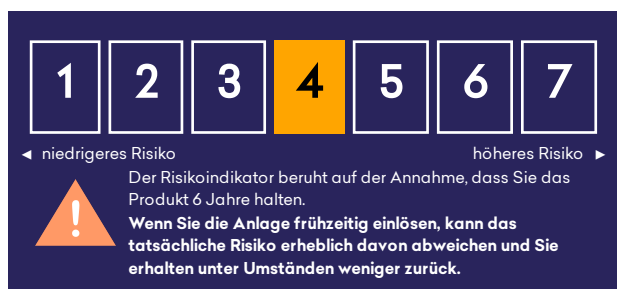 1 2 3 4 5 6 7
◄ niedrigeres Risiko höheres Risiko ►
Der Risikoindikator beruht auf der Annahme, dass Sie das
Produkt 6 Jahre halten.
Wenn Sie die Anlage frühzeitig einlösen, kann das
tatsächliche Risiko erheblich davon abweichen und Sie
erhalten unter Umständen weniger zurück.